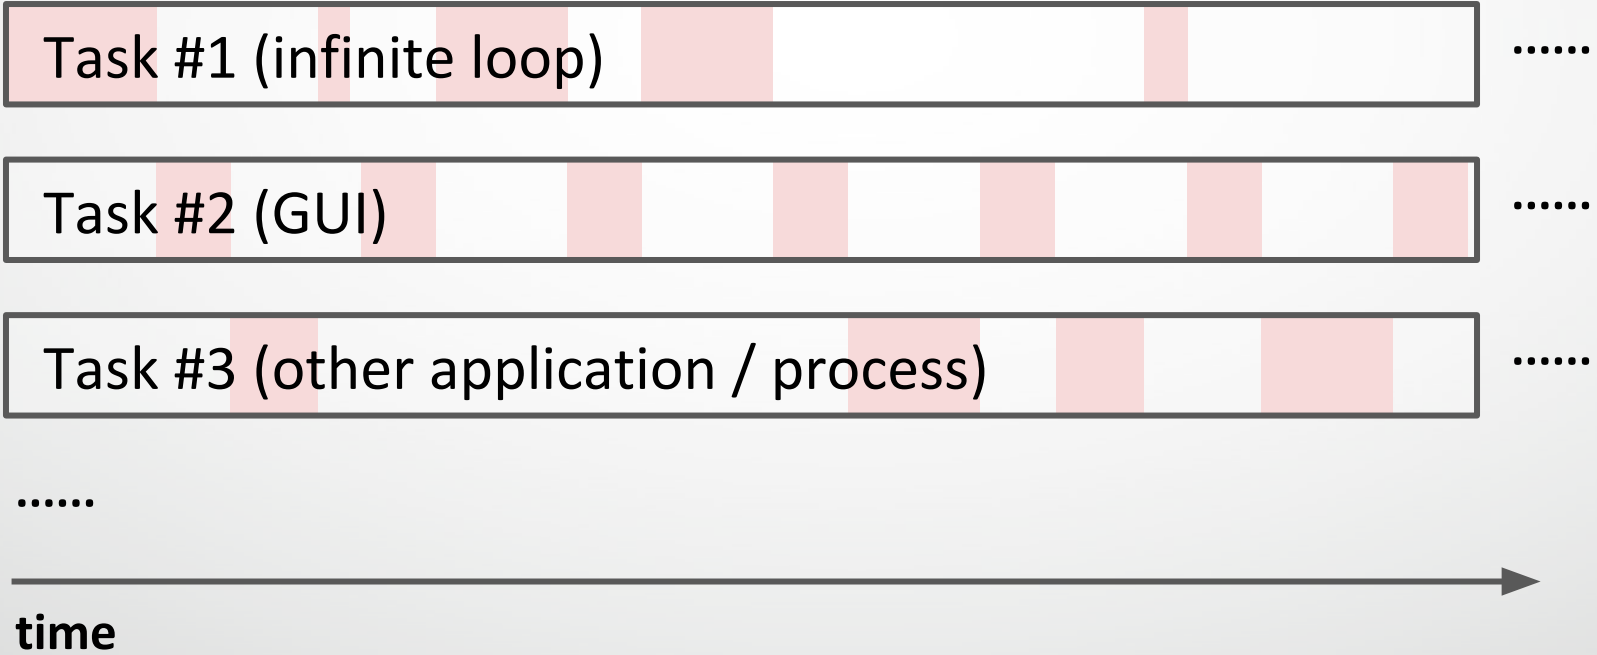 Task #1 (infinite loop) ......
Task #2 (GUI) ......
Task #3 (other application / process) ......
......
time